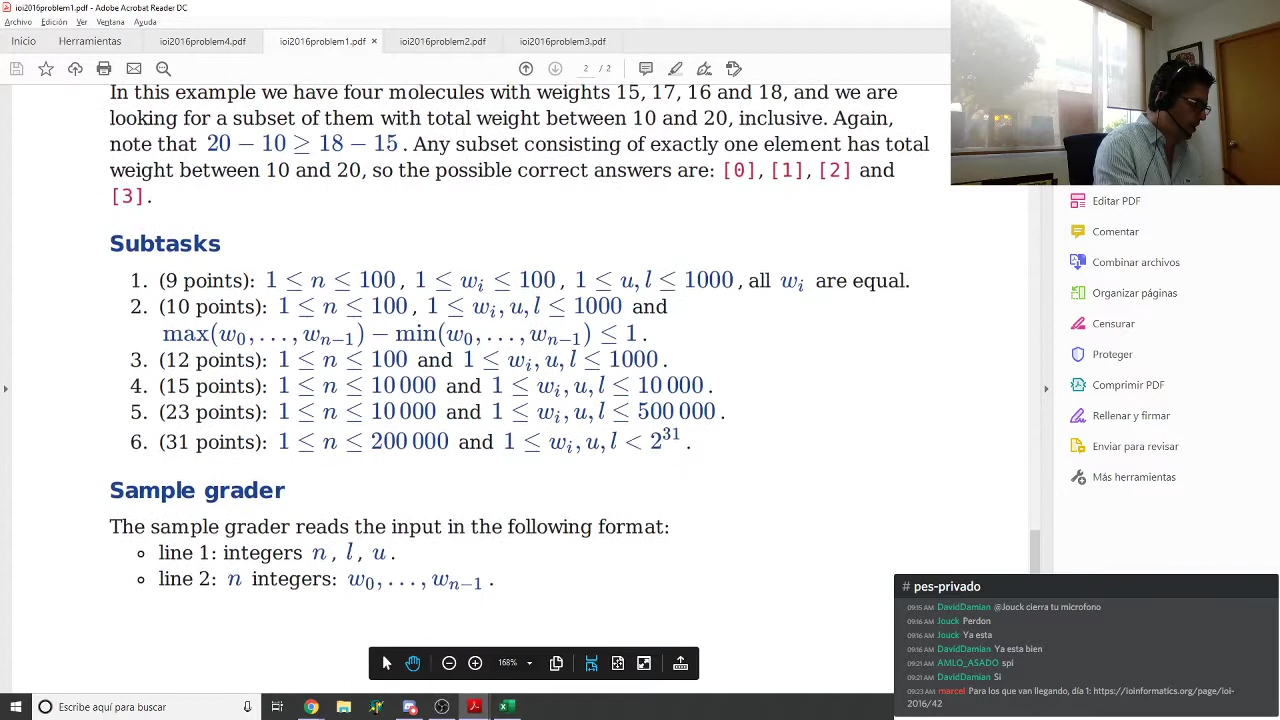 ioi2016problem1.pdf - Adobe Acrobat Reader DC
Archivo Edición Ver Ventana Ayuda
Inicio Herramientas ioi2016problem4.pdf ioi2016problem1.pdf × ioi2016problem2.pdf ioi2016problem3.pdf
2 / 2
In this example we have four molecules with weights 15, 17, 16 and 18, and we are
looking for a subset of them with total weight between 10 and 20, inclusive. Again,
note that 20 − 10 ≥ 18 − 15. Any subset consisting of exactly one element has total
weight between 10 and 20, so the possible correct answers are: [0], [1], [2] and
[3].
Subtasks
1. (9 points): 1 ≤ n ≤ 100, 1 ≤ wᵢ ≤ 100, 1 ≤ u, l ≤ 1000, all wᵢ are equal.
2. (10 points): 1 ≤ n ≤ 100, 1 ≤ wᵢ, u, l ≤ 1000 and
max(w₀, …, wₙ₋₁) − min(w₀, …, wₙ₋₁) ≤ 1.
3. (12 points): 1 ≤ n ≤ 100 and 1 ≤ wᵢ, u, l ≤ 1000.
4. (15 points): 1 ≤ n ≤ 10 000 and 1 ≤ wᵢ, u, l ≤ 10 000.
5. (23 points): 1 ≤ n ≤ 10 000 and 1 ≤ wᵢ, u, l ≤ 500 000.
6. (31 points): 1 ≤ n ≤ 200 000 and 1 ≤ wᵢ, u, l < 2³¹.
Sample grader
The sample grader reads the input in the following format:
line 1: integers n, l, u.
line 2: n integers: w₀, …, wₙ₋₁.
168%
Editar PDF
Comentar
Combinar archivos
Organizar páginas
Censurar
Proteger
Comprimir PDF
Rellenar y firmar
Enviar para revisar
Más herramientas
# pes-privado
09:15 AM DavidDamian @Jouck cierra tu microfono
09:16 AM Jouck Perdon
09:16 AM Jouck Ya esta
09:16 AM DavidDamian Ya esta bien
09:21 AM AMLO_ASADO spi
09:21 AM DavidDamian Si
09:23 AM marcel Para los que van llegando, día 1: https://ioinformatics.org/page/ioi-
2016/42
Escribe aquí para buscar